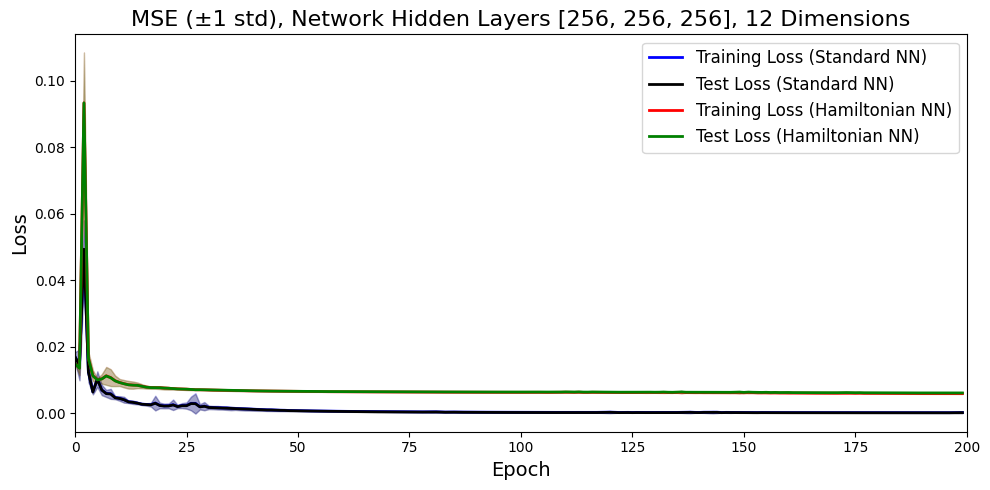 MSE (±1 std), Network Hidden Layers [256, 256, 256], 12 Dimensions
Training Loss (Standard NN)
Test Loss (Standard NN)
Training Loss (Hamiltonian NN)
Test Loss (Hamiltonian NN)
Loss
0.10
0.08
0.06
0.04
0.02
0.00
0
25
50
75
100
125
150
175
200
Epoch